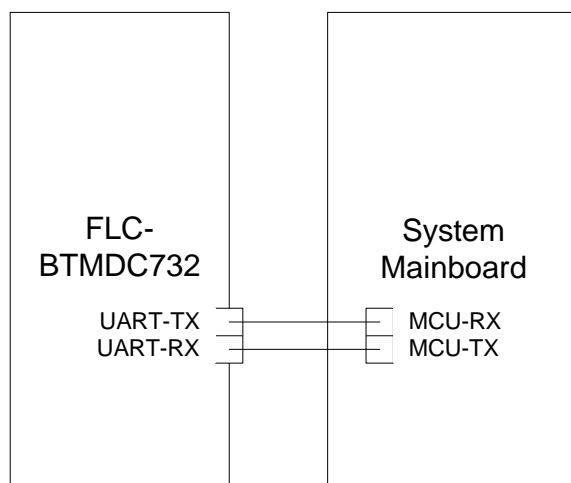 FLC-
BTMDC732
System
Mainboard
UART-TX
MCU-RX
UART-RX
MCU-TX